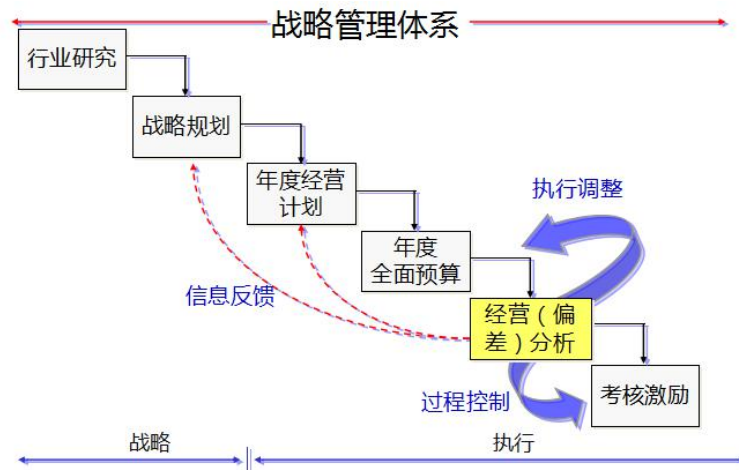 战略管理体系
行业研究
战略规划
年度经营
计划
执行调整
年度
全面预算
信息反馈
经营（偏
差）分析
过程控制
考核激励
战略
执行